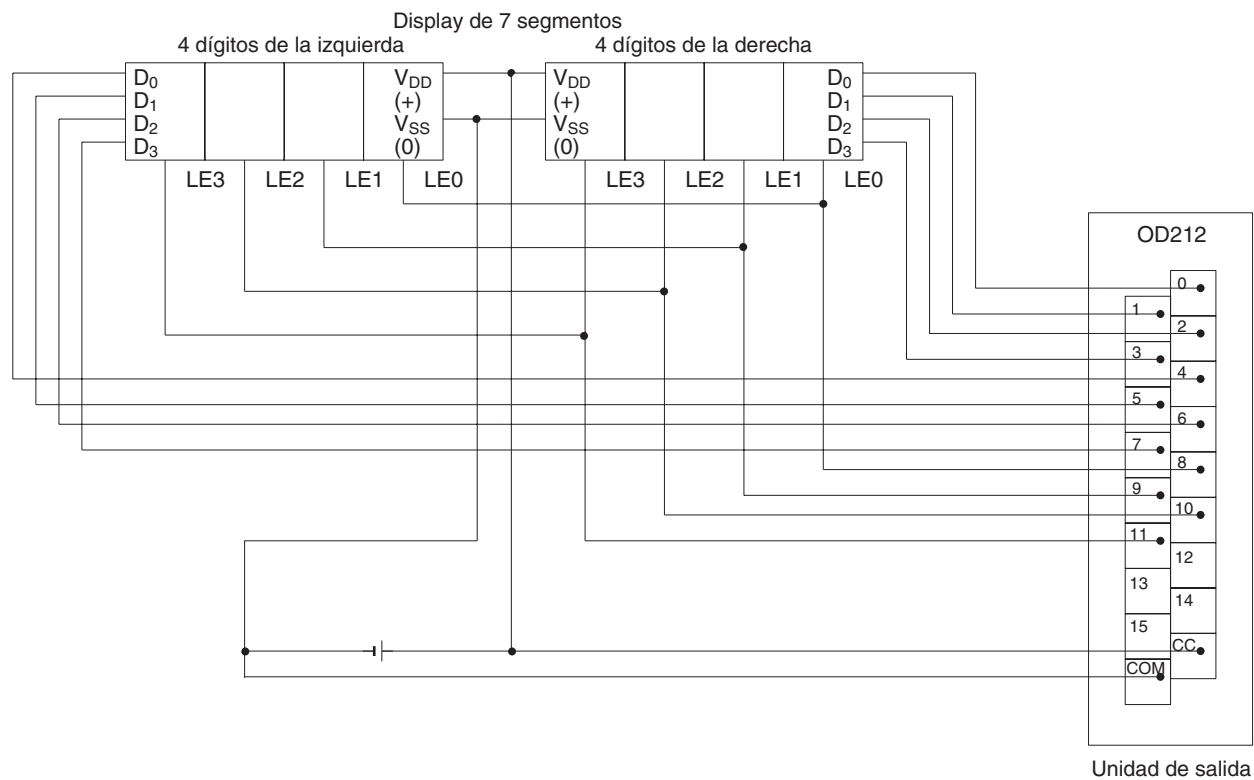 Display de 7 segmentos
4 dígitos de la izquierda
4 dígitos de la derecha
D0
D1
D2
D3
VDD
(+)
VSS
(0)
VDD
(+)
VSS
(0)
D0
D1
D2
D3
LE3 LE2 LE1 LE0
LE3 LE2 LE1 LE0
OD212
0
1
2
3
4
5
6
7
8
9
10
11
12
13
14
15
CC
COM
Unidad de salida